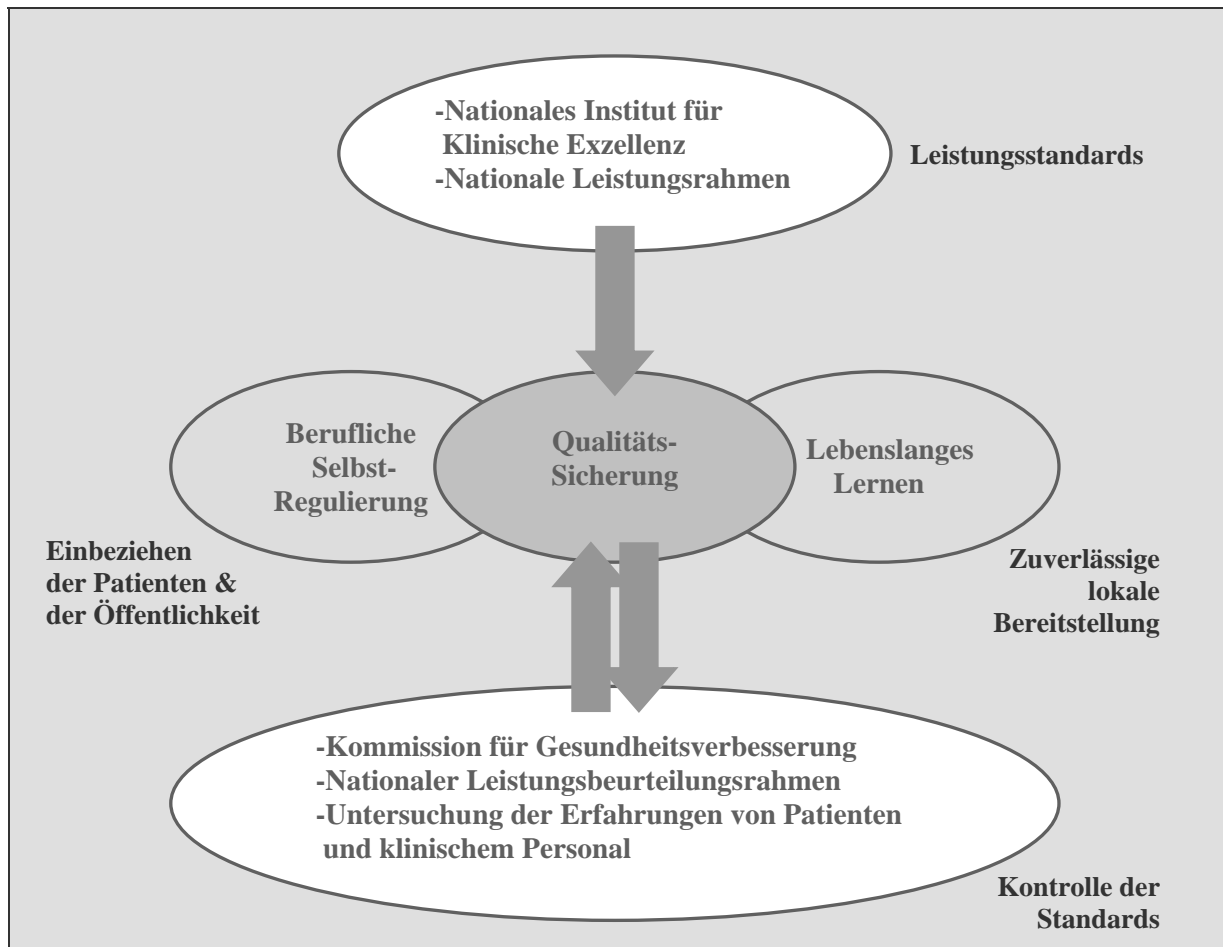 -Nationales Institut für
Klinische Exzellenz
-Nationale Leistungsrahmen
Leistungsstandards
Berufliche
Selbst-
Regulierung
Qualitäts-
Sicherung
Lebenslanges
Lernen
Einbeziehen
der Patienten &
der Öffentlichkeit
Zuverlässige
lokale
Bereitstellung
-Kommission für Gesundheitsverbesserung
-Nationaler Leistungsbeurteilungsrahmen
-Untersuchung der Erfahrungen von Patienten
und klinischem Personal
Kontrolle der
Standards